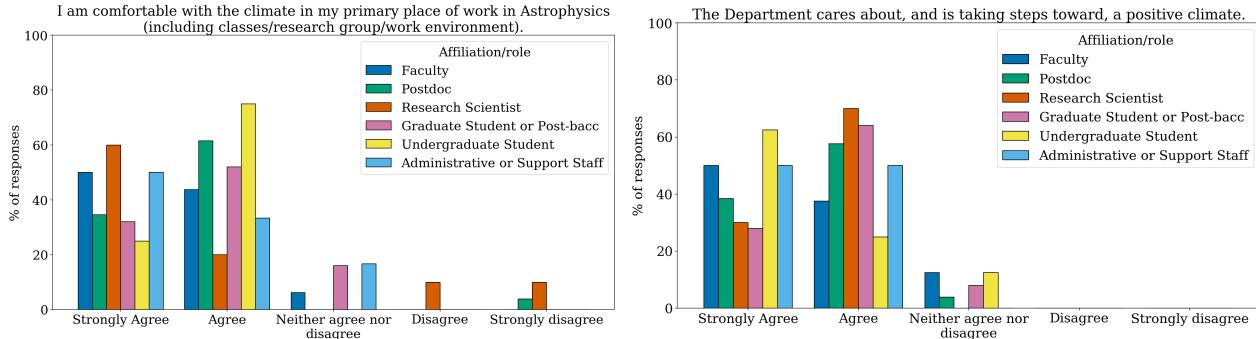 I am comfortable with the climate in my primary place of work in Astrophysics
(including classes/research group/work environment).
100
80
60
40
20
0
% of responses
Affiliation/role
Faculty
Postdoc
Research Scientist
Graduate Student or Post-bacc
Undergraduate Student
Administrative or Support Staff
Strongly Agree
Agree
Neither agree nor
disagree
Disagree
Strongly disagree
The Department cares about, and is taking steps toward, a positive climate.
100
80
60
40
20
0
% of responses
Affiliation/role
Faculty
Postdoc
Research Scientist
Graduate Student or Post-bacc
Undergraduate Student
Administrative or Support Staff
Strongly Agree
Agree
Neither agree nor
disagree
Disagree
Strongly disagree